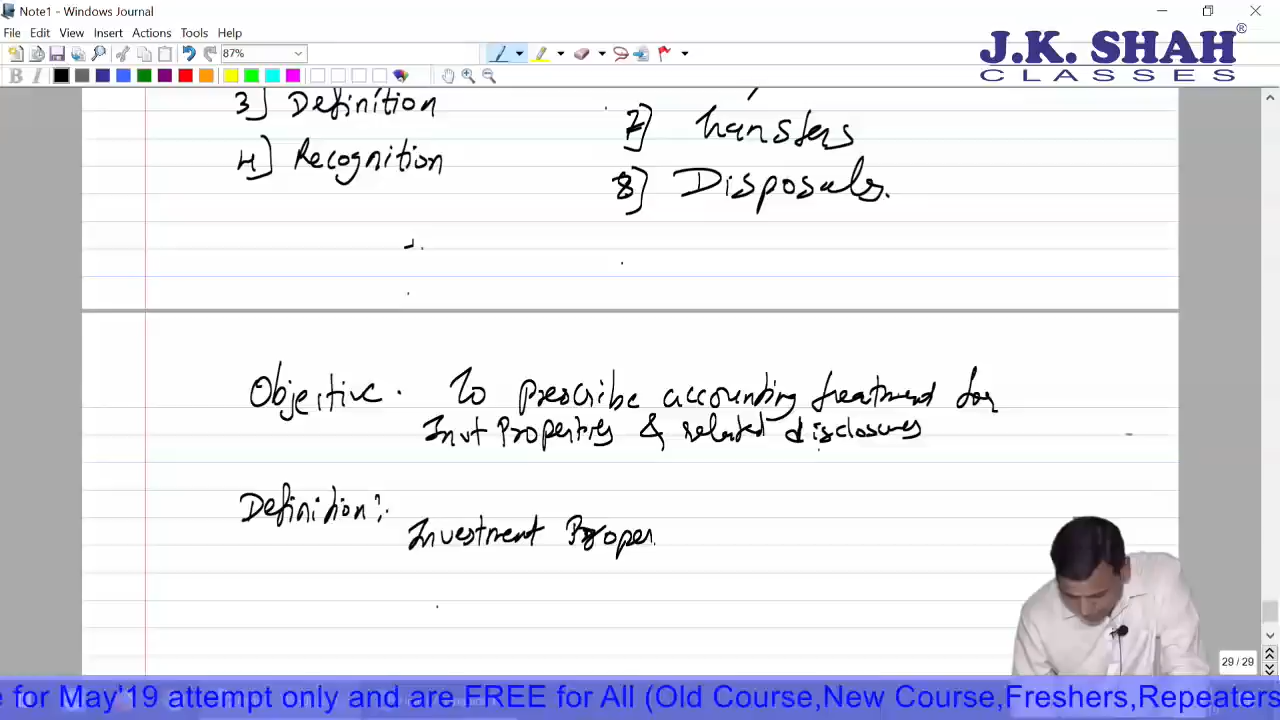 Note1 - Windows Journal
File Edit View Insert Actions Tools Help
87%
J.K. SHAH®
CLASSES
3] Definition
4] Recognition
7] Transfers
8] Disposals.
Objective. To prescribe accounting treatment for
Invt Properties & related disclosures
Definition:
Investment Proper
29 / 29
e for May'19 attempt only and are FREE for All (Old Course,New Course,Freshers,Repeaters